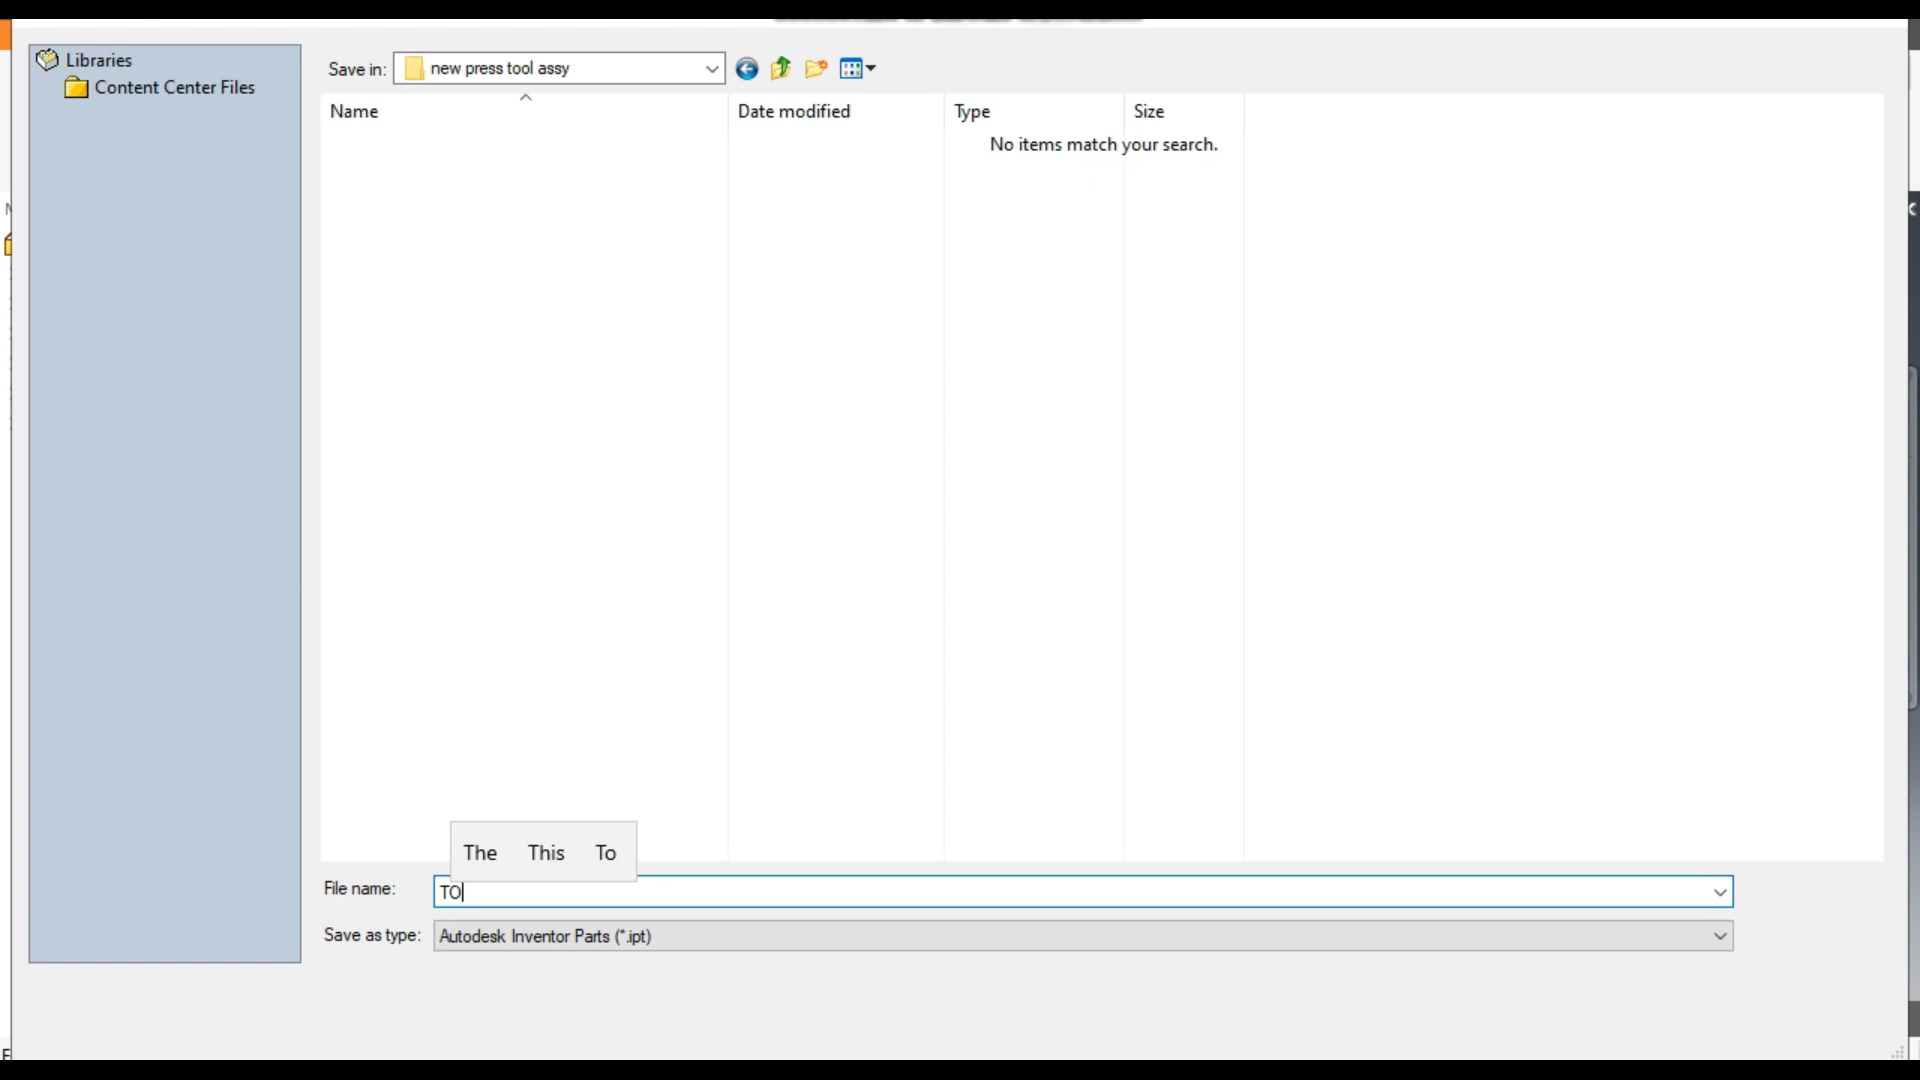 Libraries
Content Center Files
Save in: new press tool assy
Name Date modified Type Size
No items match your search.
The This To
File name: TO
Save as type: Autodesk Inventor Parts (*.ipt)